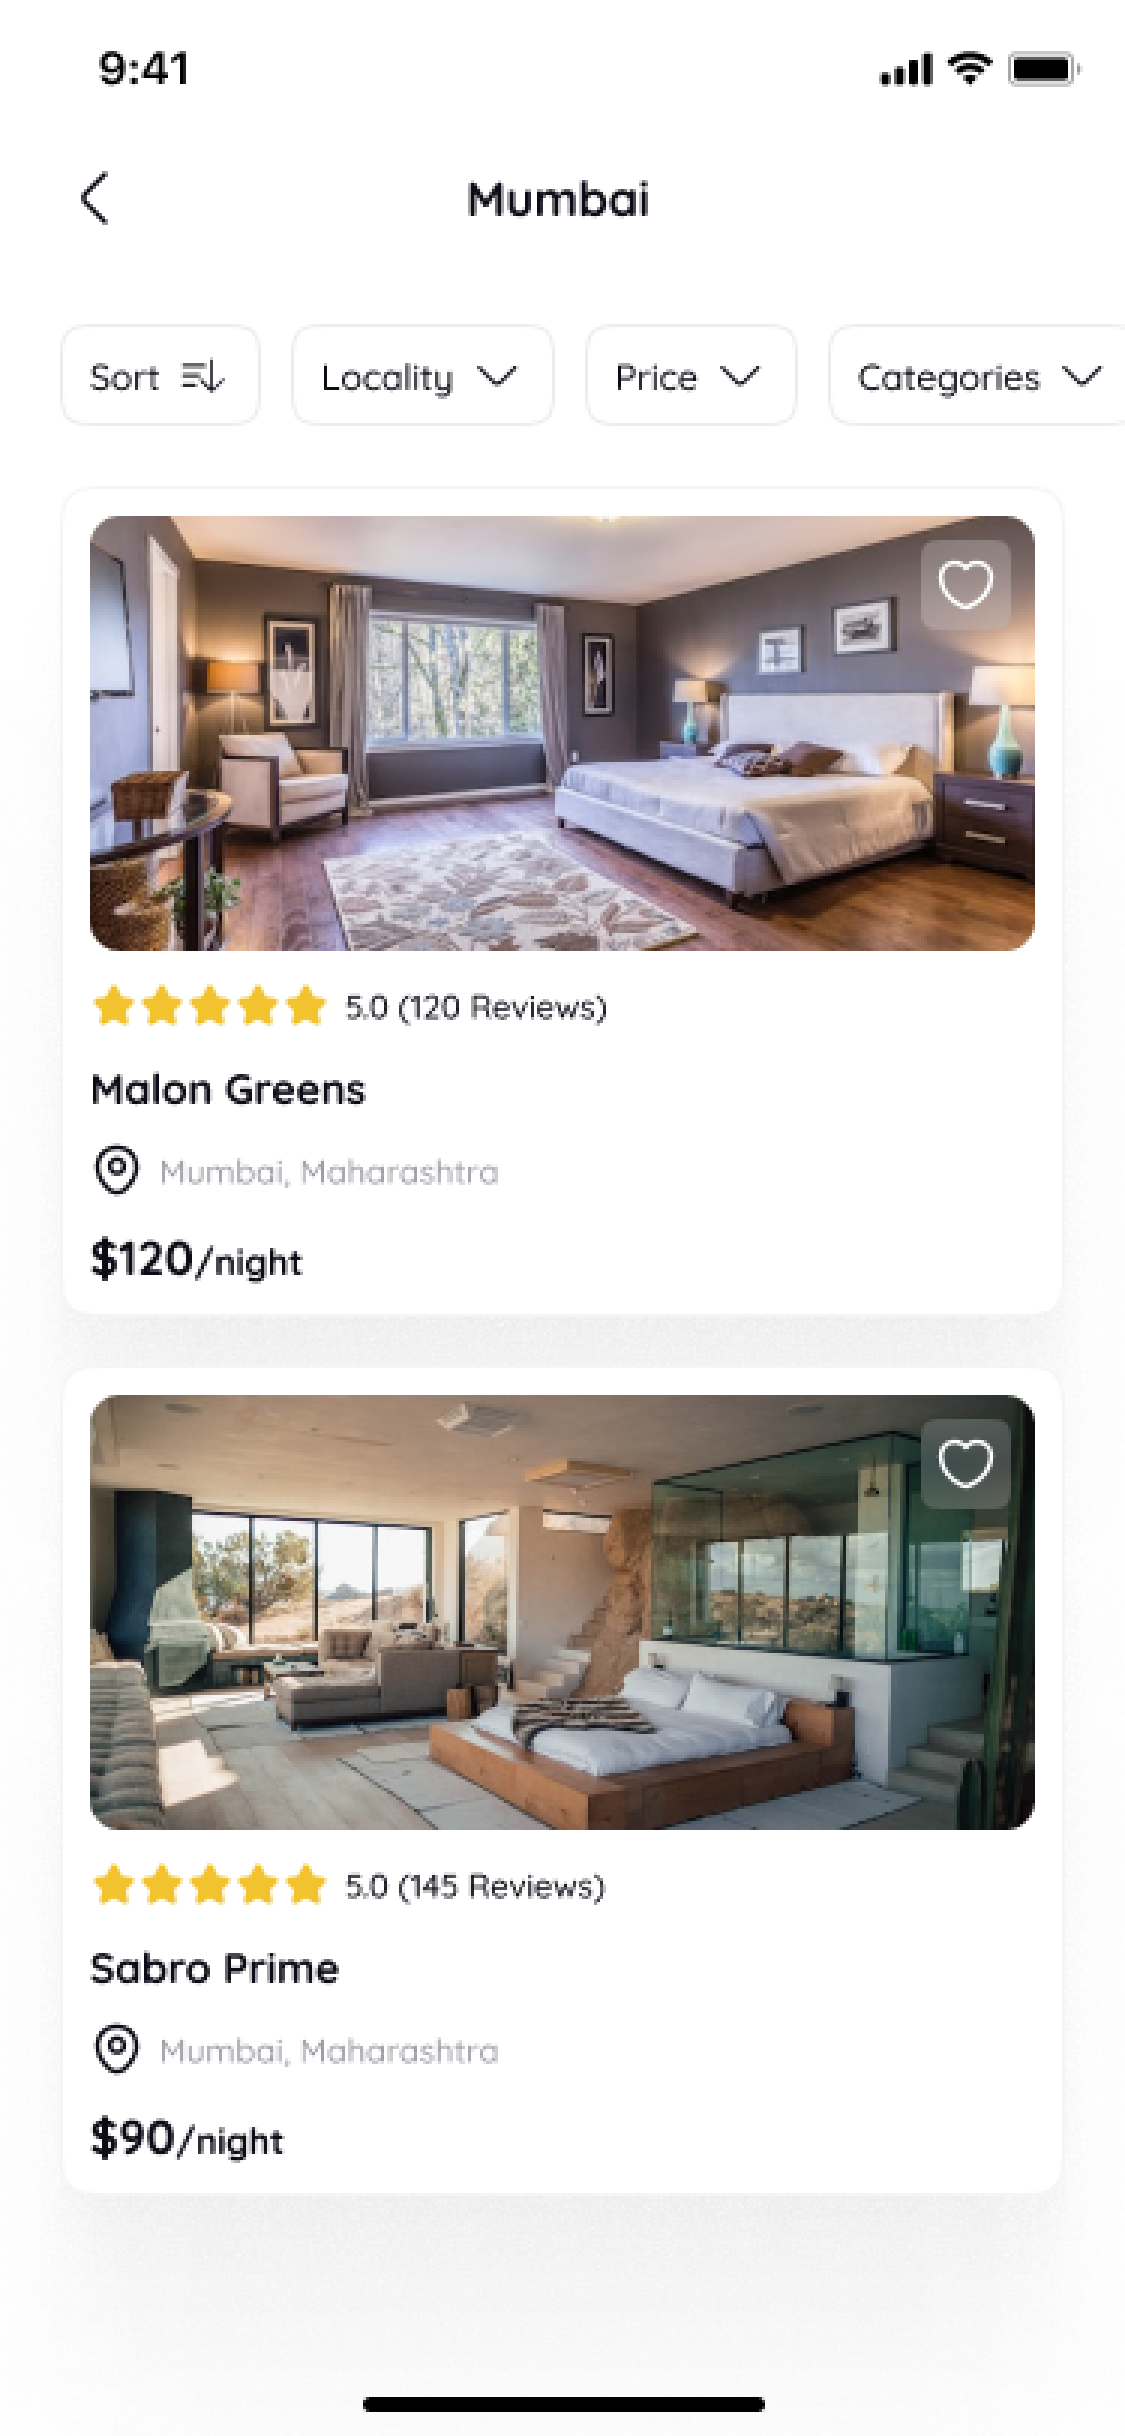 9:41
Mumbai
Sort Locality Price Categories
5.0 (120 Reviews)
Malon Greens
Mumbai, Maharashtra
$120/night
5.0 (145 Reviews)
Sabro Prime
Mumbai, Maharashtra
$90/night